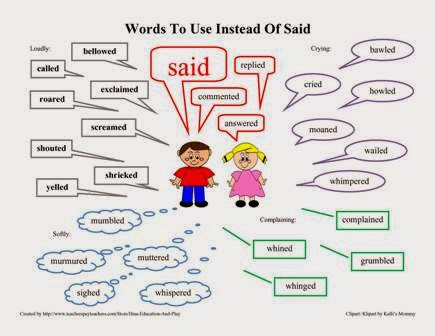 Words To Use Instead Of Said
Loudly:
bellowed
called
exclaimed
roared
screamed
shouted
shrieked
yelled
said
replied
commented
answered
Crying:
bawled
cried
howled
moaned
wailed
whimpered
Softly:
mumbled
murmured
muttered
sighed
whispered
Complaining:
complained
whined
grumbled
whinged
Created by http://www.teacherspayteachers.com/Store/Dina-Education-And-Play
Clipart: Klipart by Kelli's Mommy